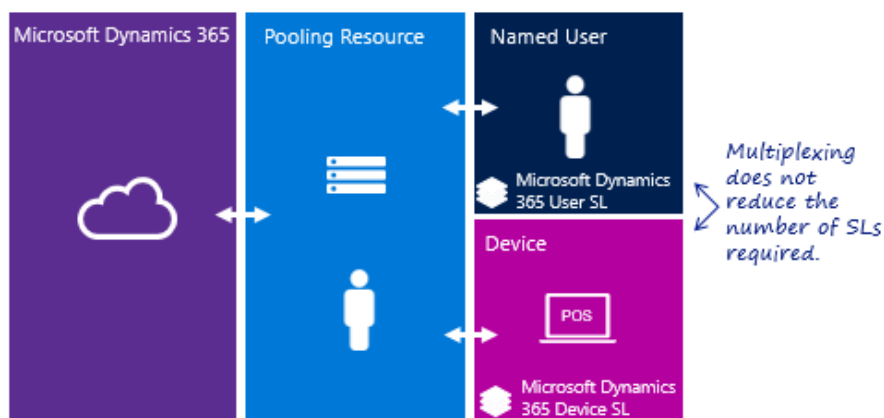 Microsoft Dynamics 365
Pooling Resource
Named User
Microsoft Dynamics
365 User SL
Device
POS
Microsoft Dynamics
365 Device SL
Multiplexing
does not
reduce the
number of SLs
required.